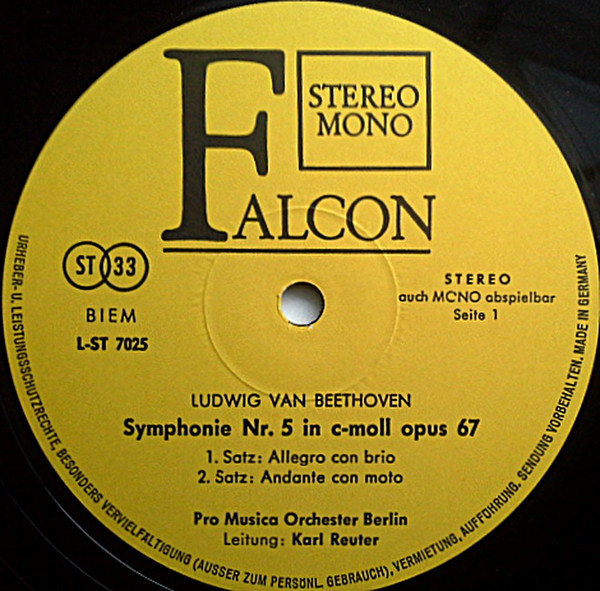 FALCON
STEREO
MONO
ST 33
BIEM
L-ST 7025
STEREO
auch MONO abspielbar
Seite 1
LUDWIG VAN BEETHOVEN
Symphonie Nr. 5 in c-moll opus 67
1. Satz: Allegro con brio
2. Satz: Andante con moto
Pro Musica Orchester Berlin
Leitung: Karl Reuter
URHEBER- U. LEISTUNGSSCHUTZRECHTE, BESONDERS VERVIELFÄLTIGUNG (AUSSER ZUM PERSÖNL. GEBRAUCH), VERMIETUNG, AUFFÜHRUNG. SENDUNG VORBEHALTEN. MADE IN GERMANY